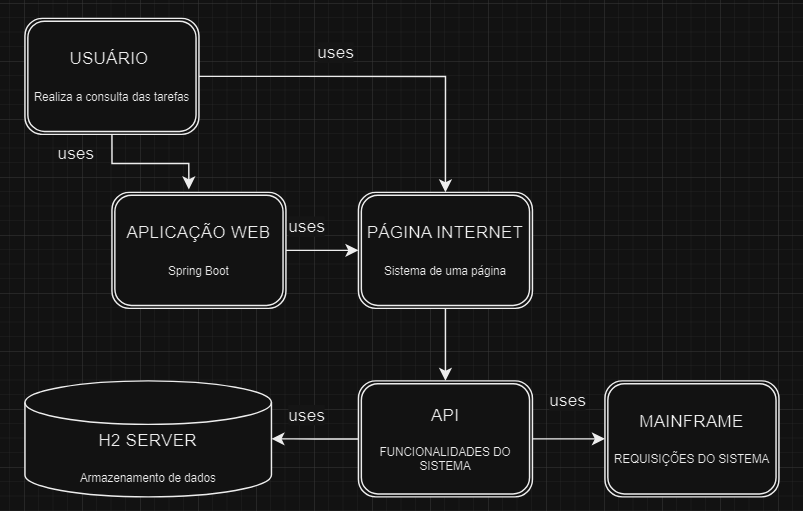 USUÁRIO
Realiza a consulta das tarefas
uses
uses
APLICAÇÃO WEB
Spring Boot
uses
PÁGINA INTERNET
Sistema de uma página
H2 SERVER
Armazenamento de dados
uses
API
FUNCIONALIDADES DO
SISTEMA
uses
MAINFRAME
REQUISIÇÕES DO SISTEMA